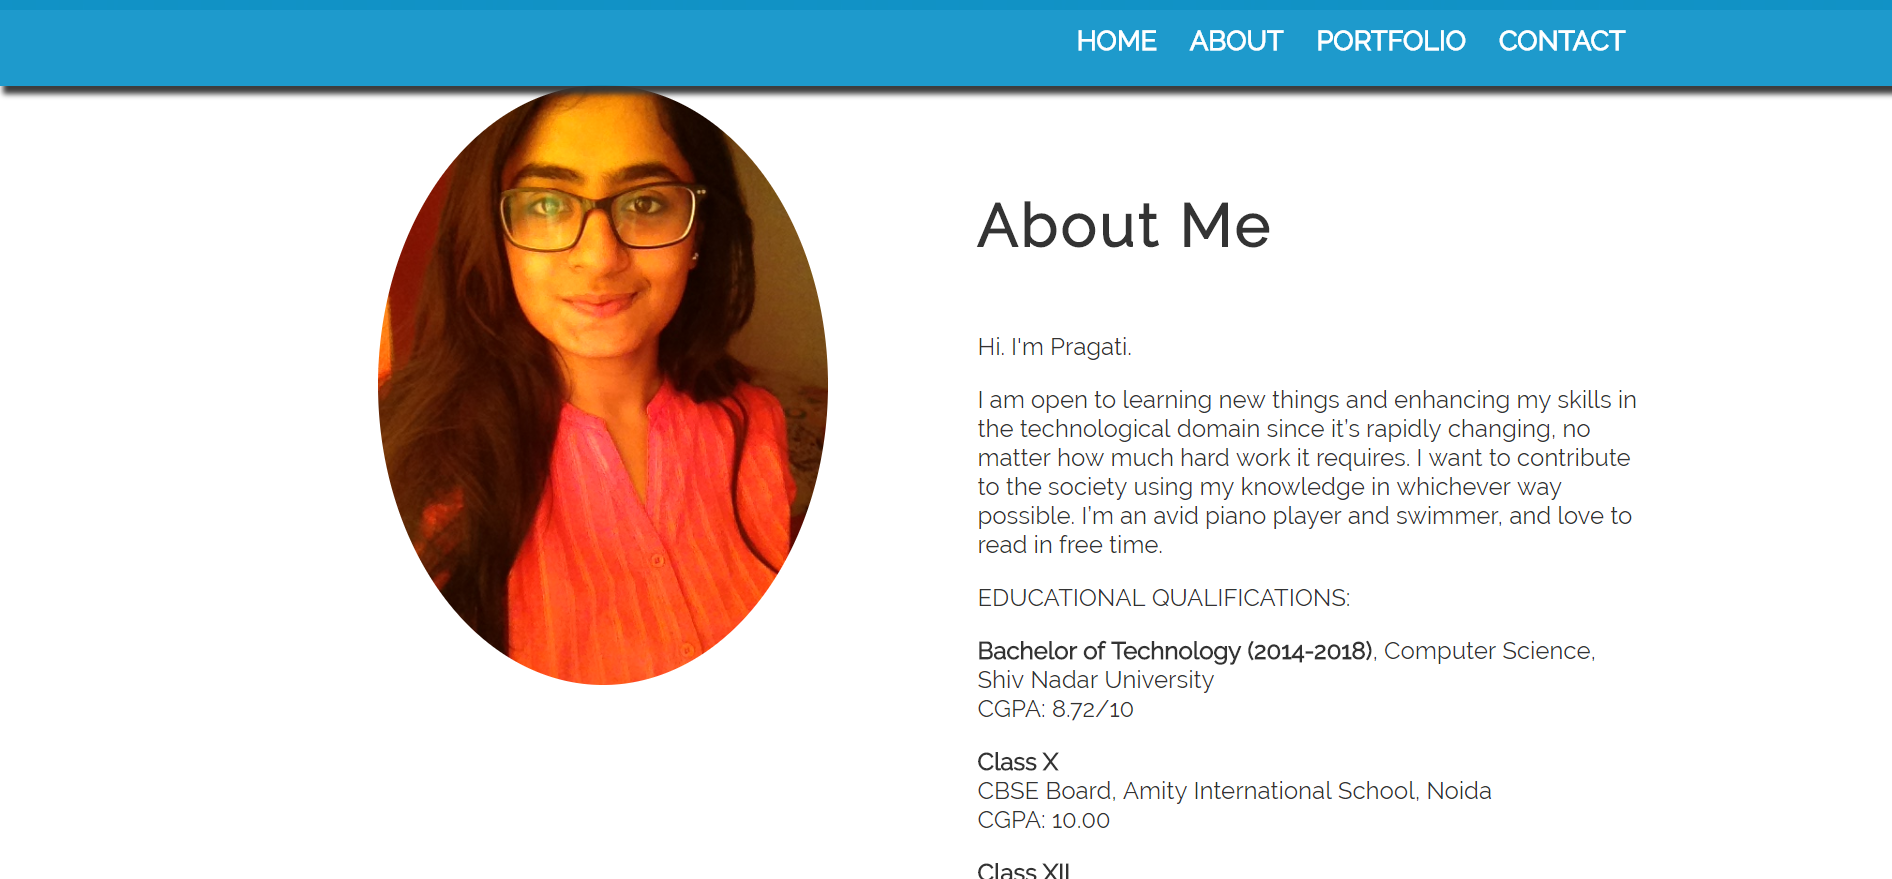 HOME ABOUT PORTFOLIO CONTACT
About Me
Hi. I'm Pragati.
I am open to learning new things and enhancing my skills in
the technological domain since it’s rapidly changing, no
matter how much hard work it requires. I want to contribute
to the society using my knowledge in whichever way
possible. I’m an avid piano player and swimmer, and love to
read in free time.
EDUCATIONAL QUALIFICATIONS:
Bachelor of Technology (2014-2018), Computer Science,
Shiv Nadar University
CGPA: 8.72/10
Class X
CBSE Board, Amity International School, Noida
CGPA: 10.00
Class XII